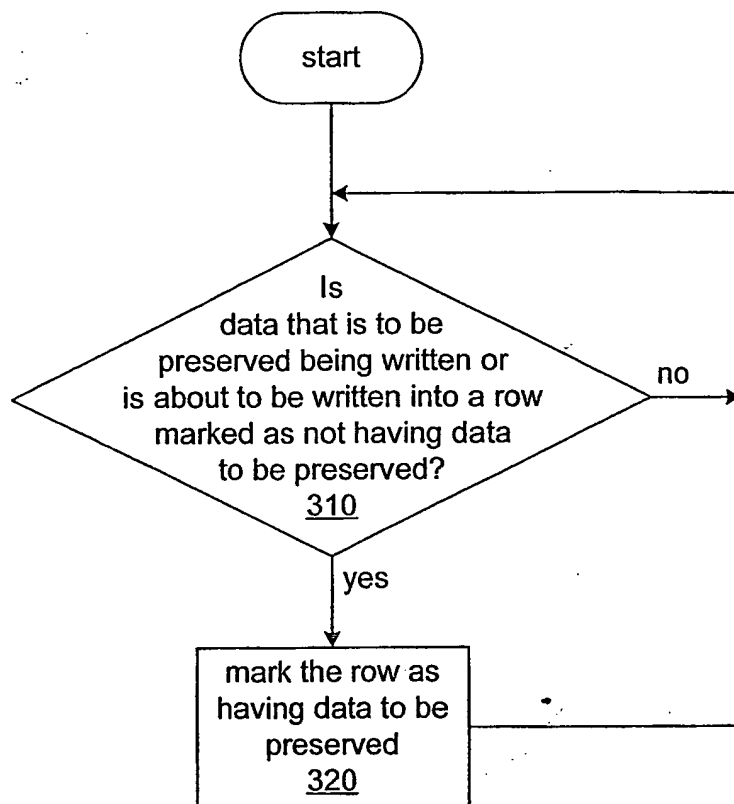 start
Is
data that is to be
preserved being written or
is about to be written into a row
marked as not having data
to be preserved?
310
no
yes
mark the row as
having data to be
preserved
320